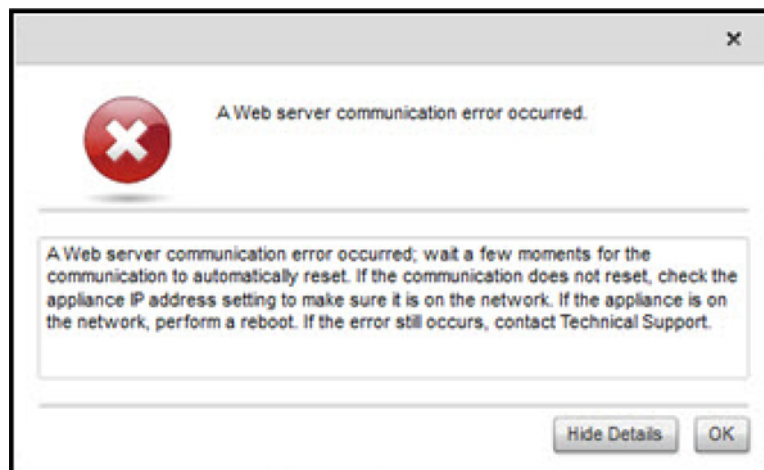 A Web server communication error occurred.
A Web server communication error occurred; wait a few moments for the
communication to automatically reset. If the communication does not reset, check the
appliance IP address setting to make sure it is on the network. If the appliance is on
the network, perform a reboot. If the error still occurs, contact Technical Support.
Hide Details
OK